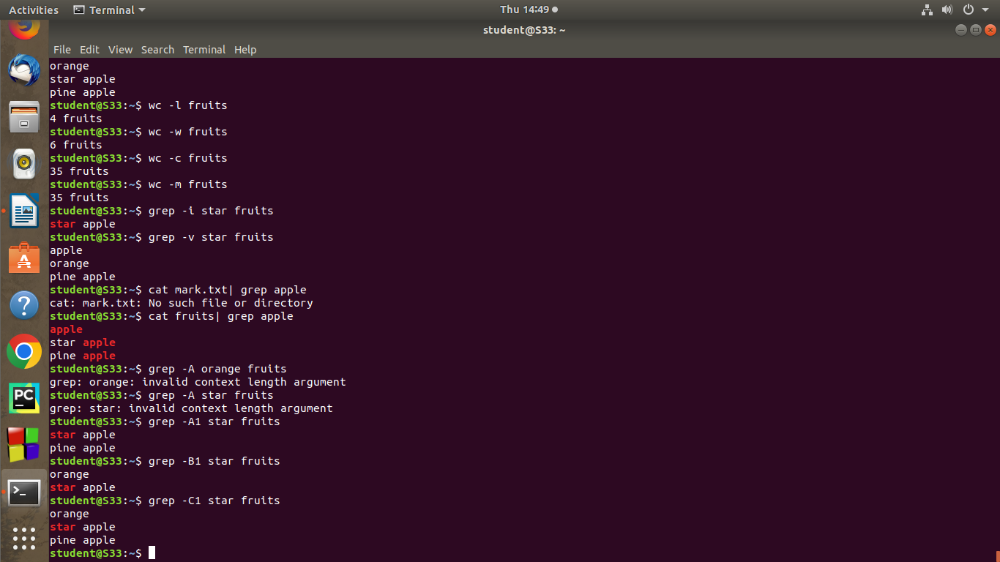 Activities Terminal Thu 14:49
student@S33: ~
File Edit View Search Terminal Help
orange
star apple
pine apple
student@S33:~$ wc -l fruits
4 fruits
student@S33:~$ wc -w fruits
6 fruits
student@S33:~$ wc -c fruits
35 fruits
student@S33:~$ wc -m fruits
35 fruits
student@S33:~$ grep -i star fruits
star apple
student@S33:~$ grep -v star fruits
apple
orange
pine apple
student@S33:~$ cat mark.txt| grep apple
cat: mark.txt: No such file or directory
student@S33:~$ cat fruits| grep apple
apple
star apple
pine apple
student@S33:~$ grep -A orange fruits
grep: orange: invalid context length argument
student@S33:~$ grep -A star fruits
grep: star: invalid context length argument
student@S33:~$ grep -A1 star fruits
star apple
pine apple
student@S33:~$ grep -B1 star fruits
orange
star apple
student@S33:~$ grep -C1 star fruits
orange
star apple
pine apple
student@S33:~$
A
?
PC
>_